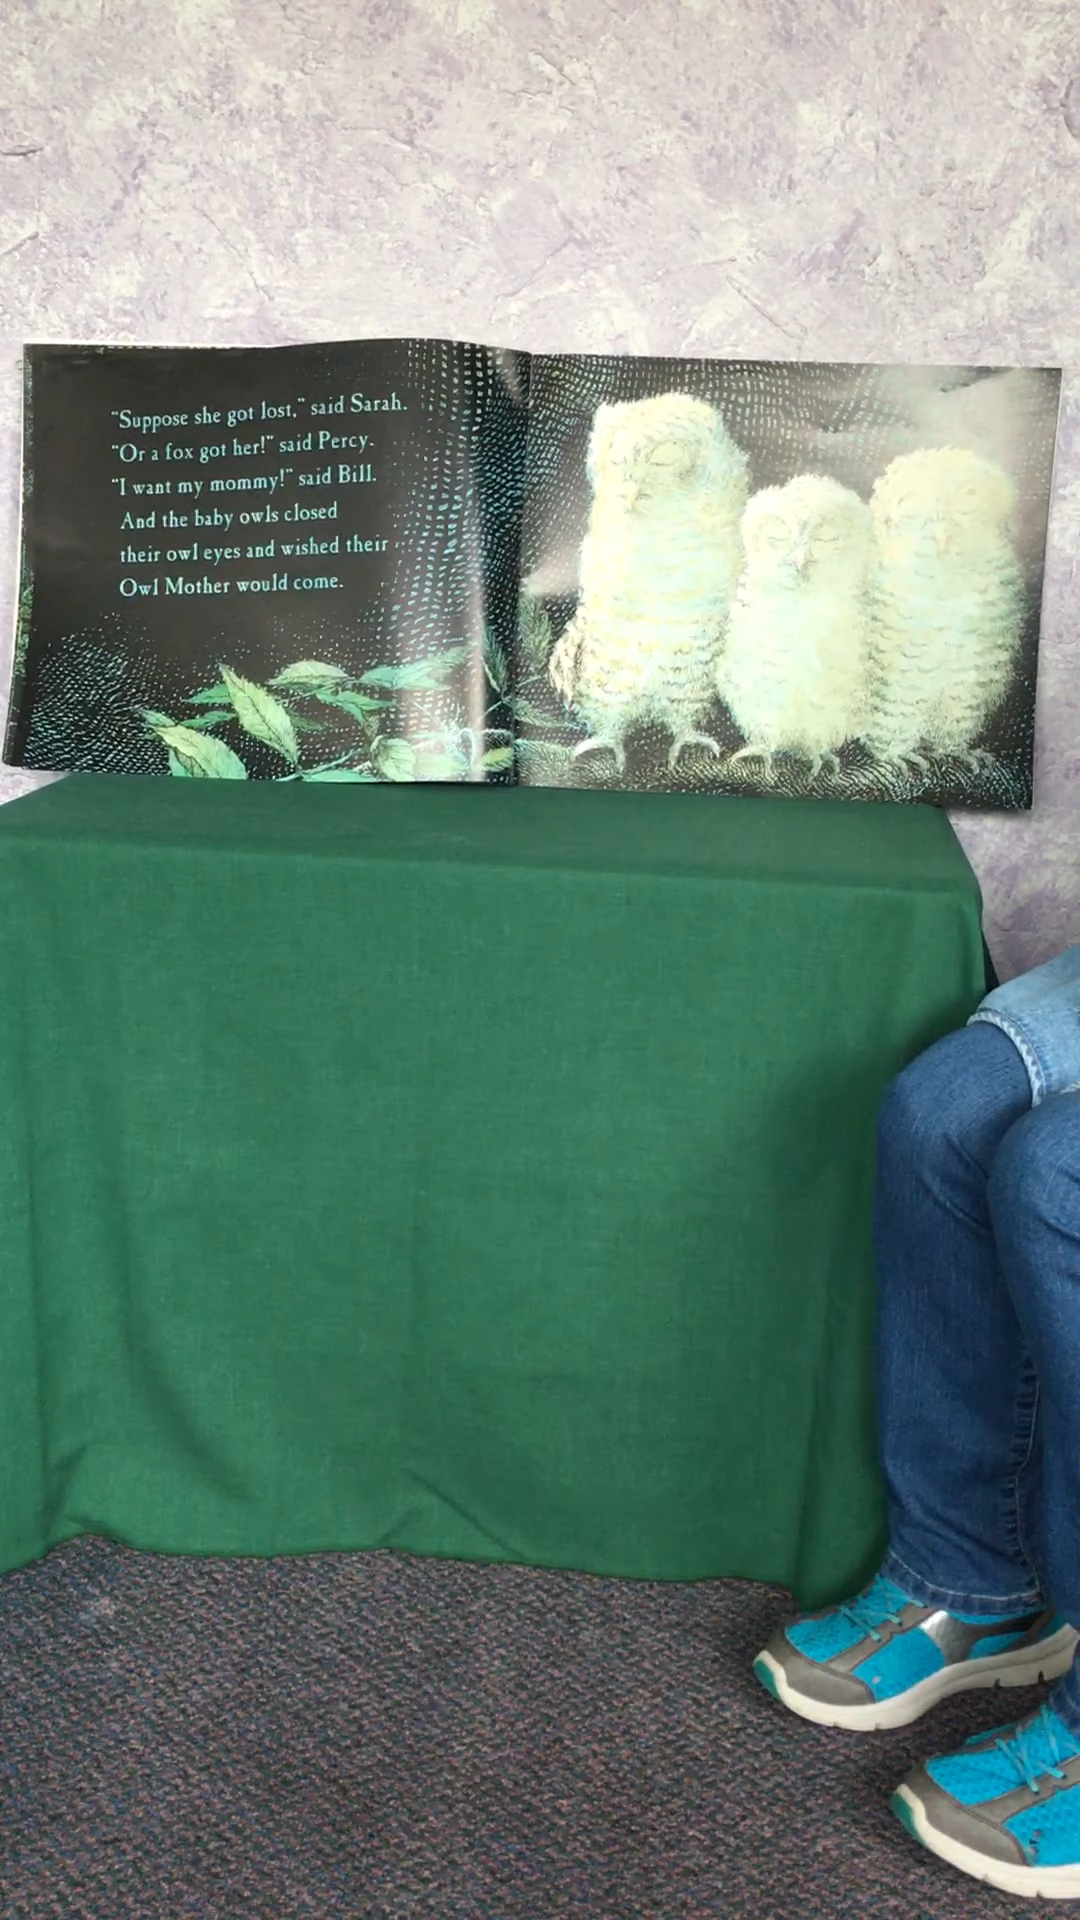 "Suppose she got lost," said Sarah.
"Or a fox got her!" said Percy.
"I want my mommy!" said Bill.
And the baby owls closed
their owl eyes and wished their
Owl Mother would come.